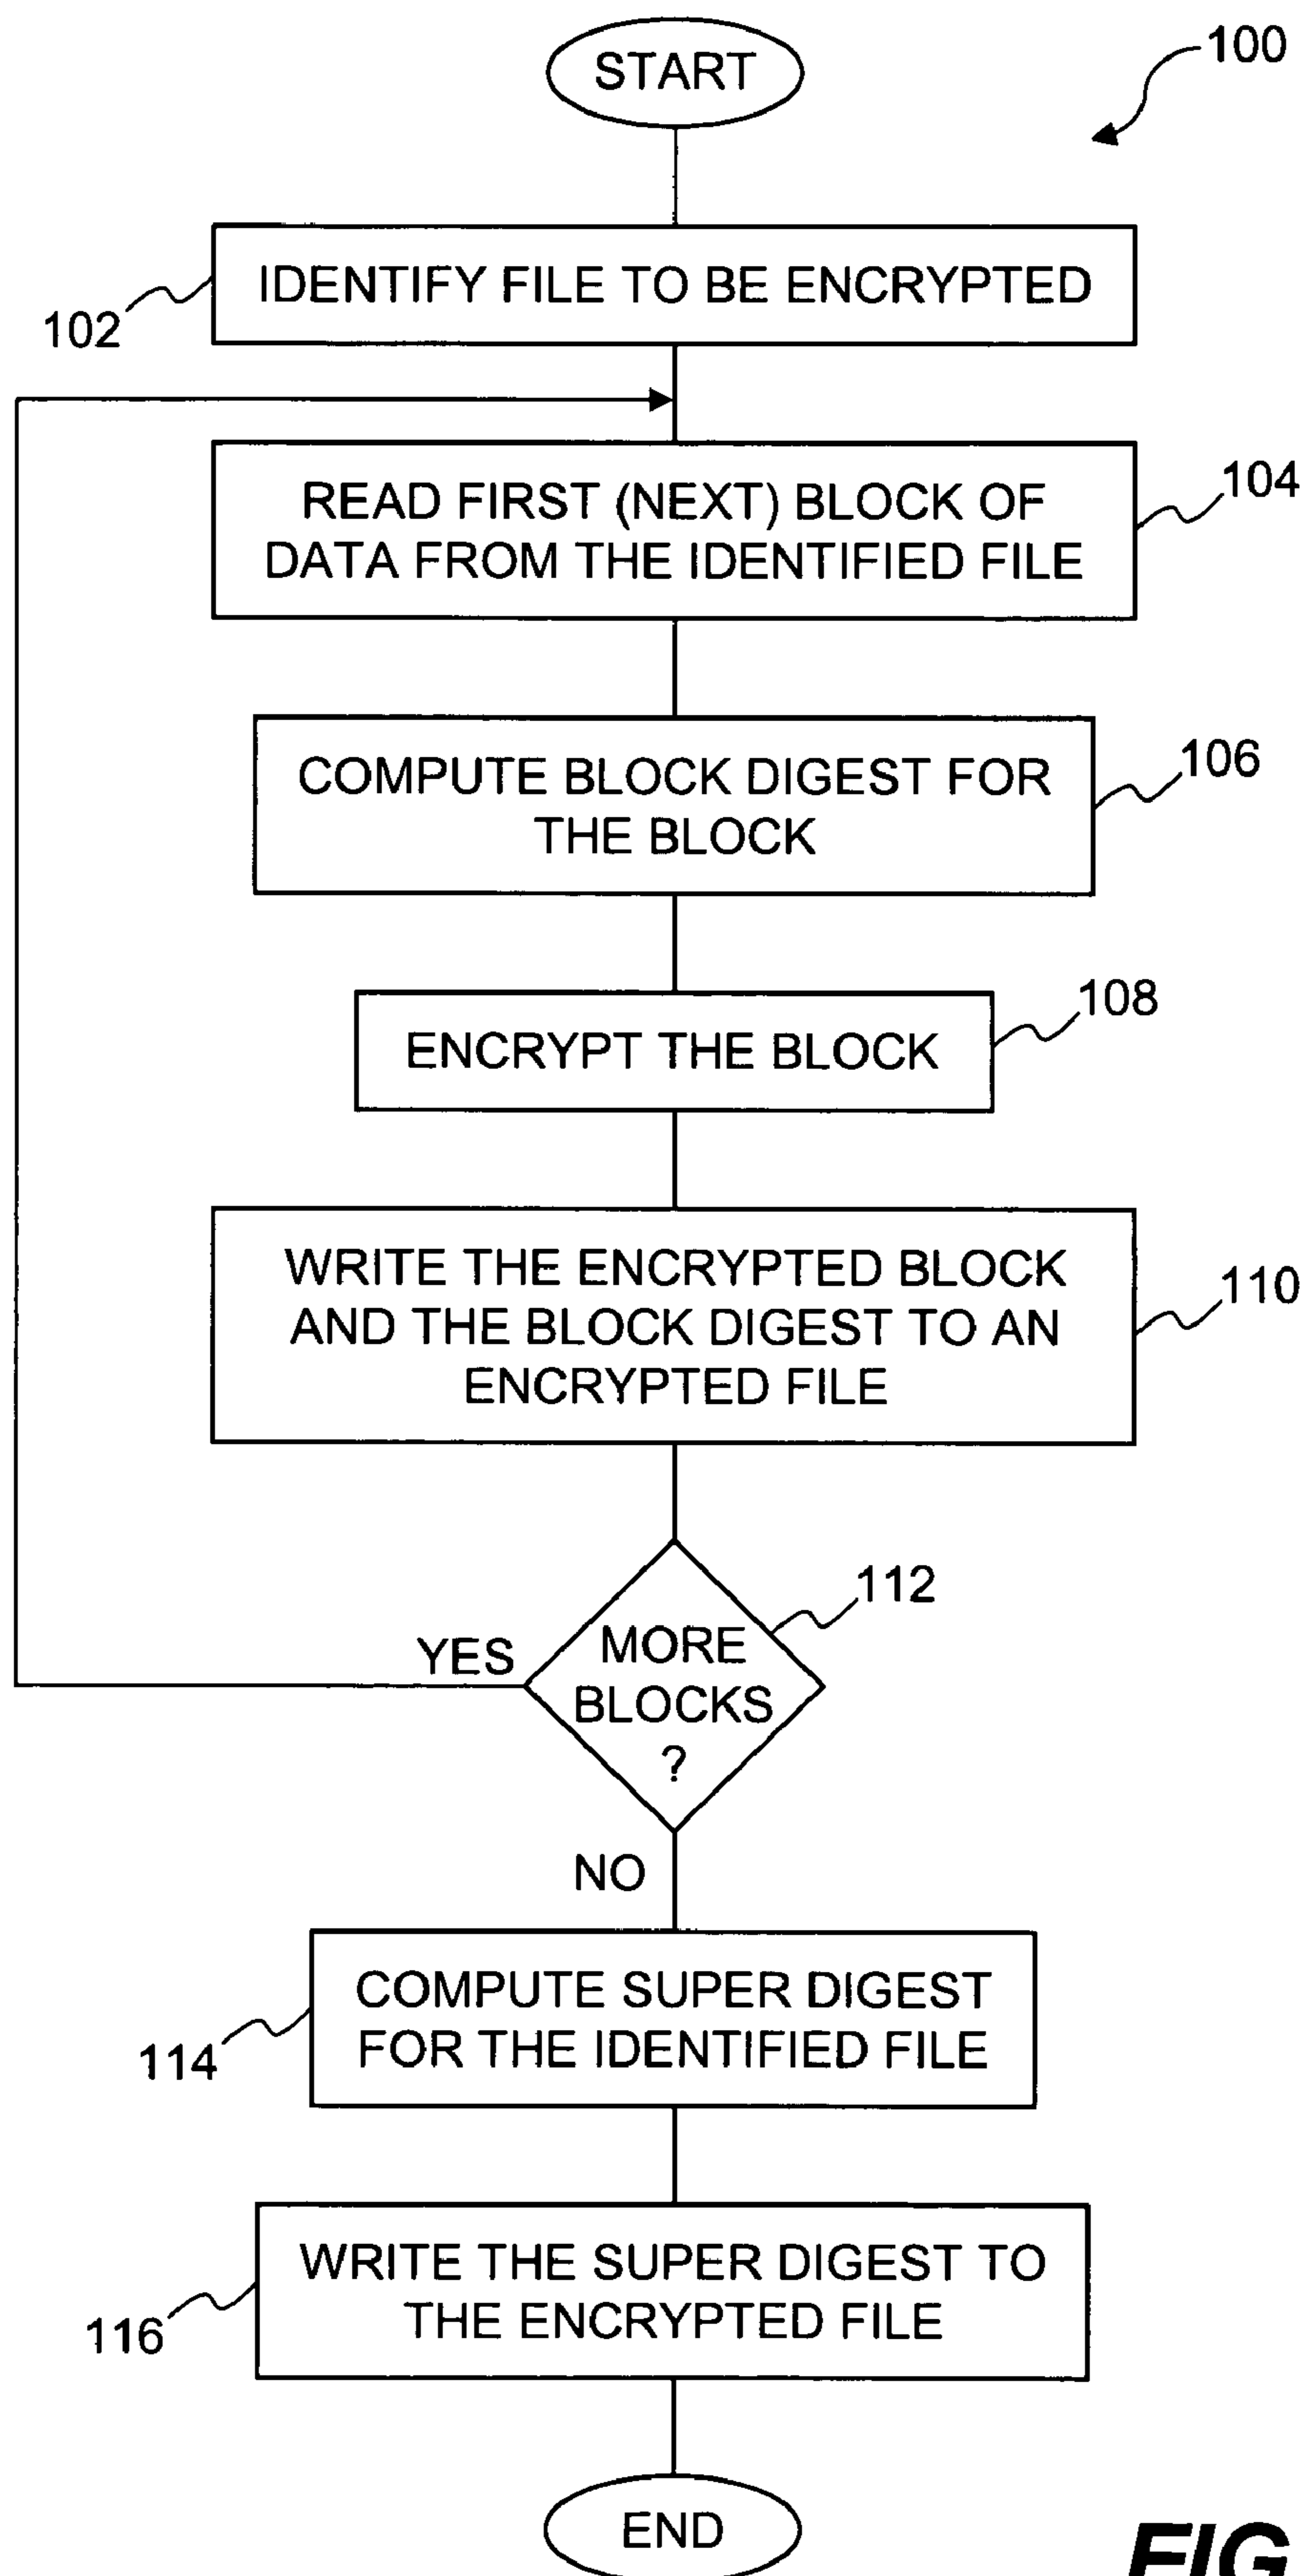 START
100
IDENTIFY FILE TO BE ENCRYPTED
102
READ FIRST (NEXT) BLOCK OF
DATA FROM THE IDENTIFIED FILE
104
COMPUTE BLOCK DIGEST FOR
THE BLOCK
106
ENCRYPT THE BLOCK
108
WRITE THE ENCRYPTED BLOCK
AND THE BLOCK DIGEST TO AN
ENCRYPTED FILE
110
MORE
BLOCKS
?
112
YES
NO
COMPUTE SUPER DIGEST
FOR THE IDENTIFIED FILE
114
WRITE THE SUPER DIGEST TO
THE ENCRYPTED FILE
116
END
FIG